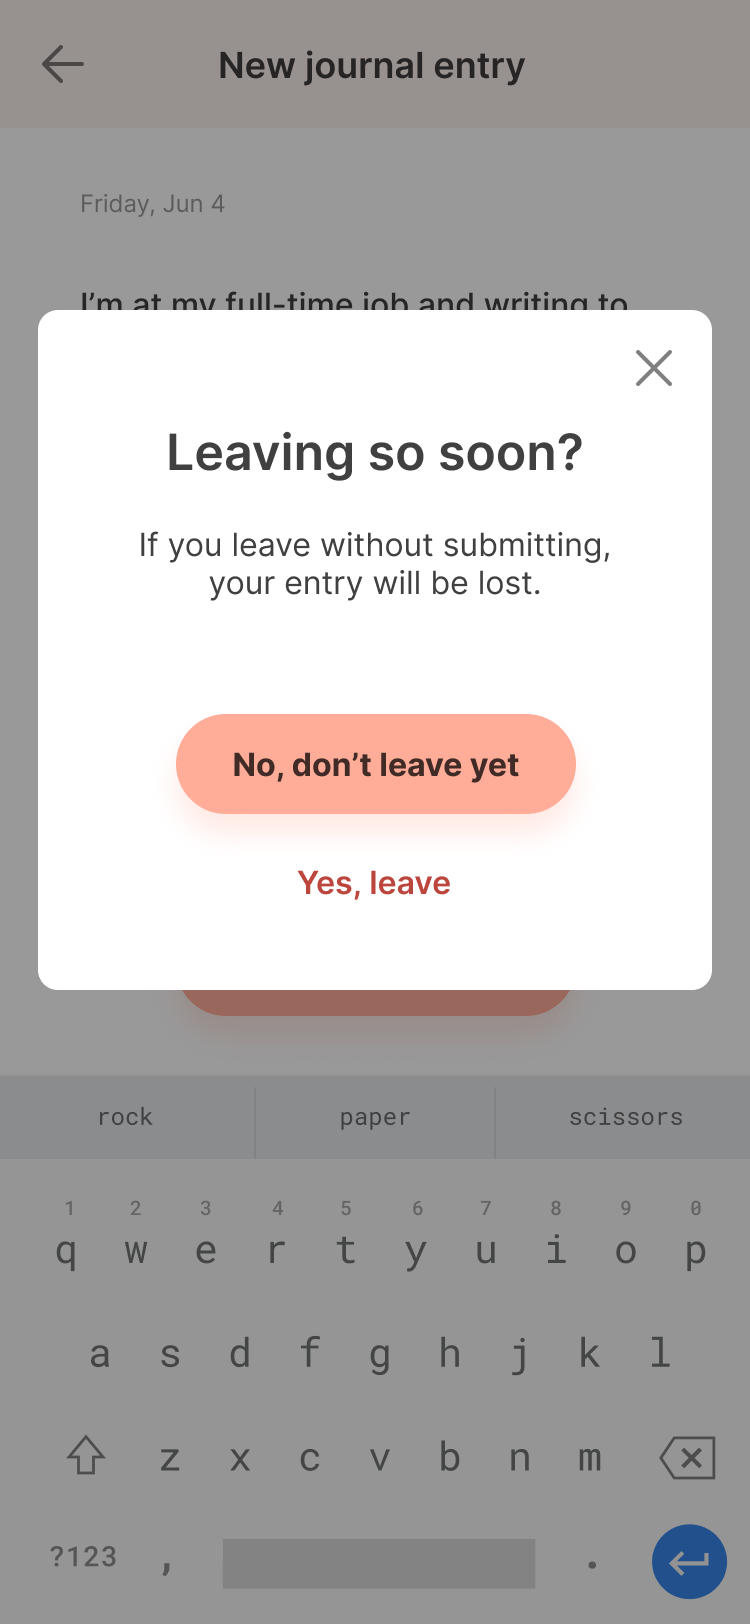 New journal entry
Friday, Jun 4
I’m at my full-time job and writing to
Leaving so soon?
If you leave without submitting,
your entry will be lost.
No, don’t leave yet
Yes, leave
rock paper scissors
1 2 3 4 5 6 7 8 9 0
q w e r t y u i o p
a s d f g h j k l
z x c v b n m
?123 , .